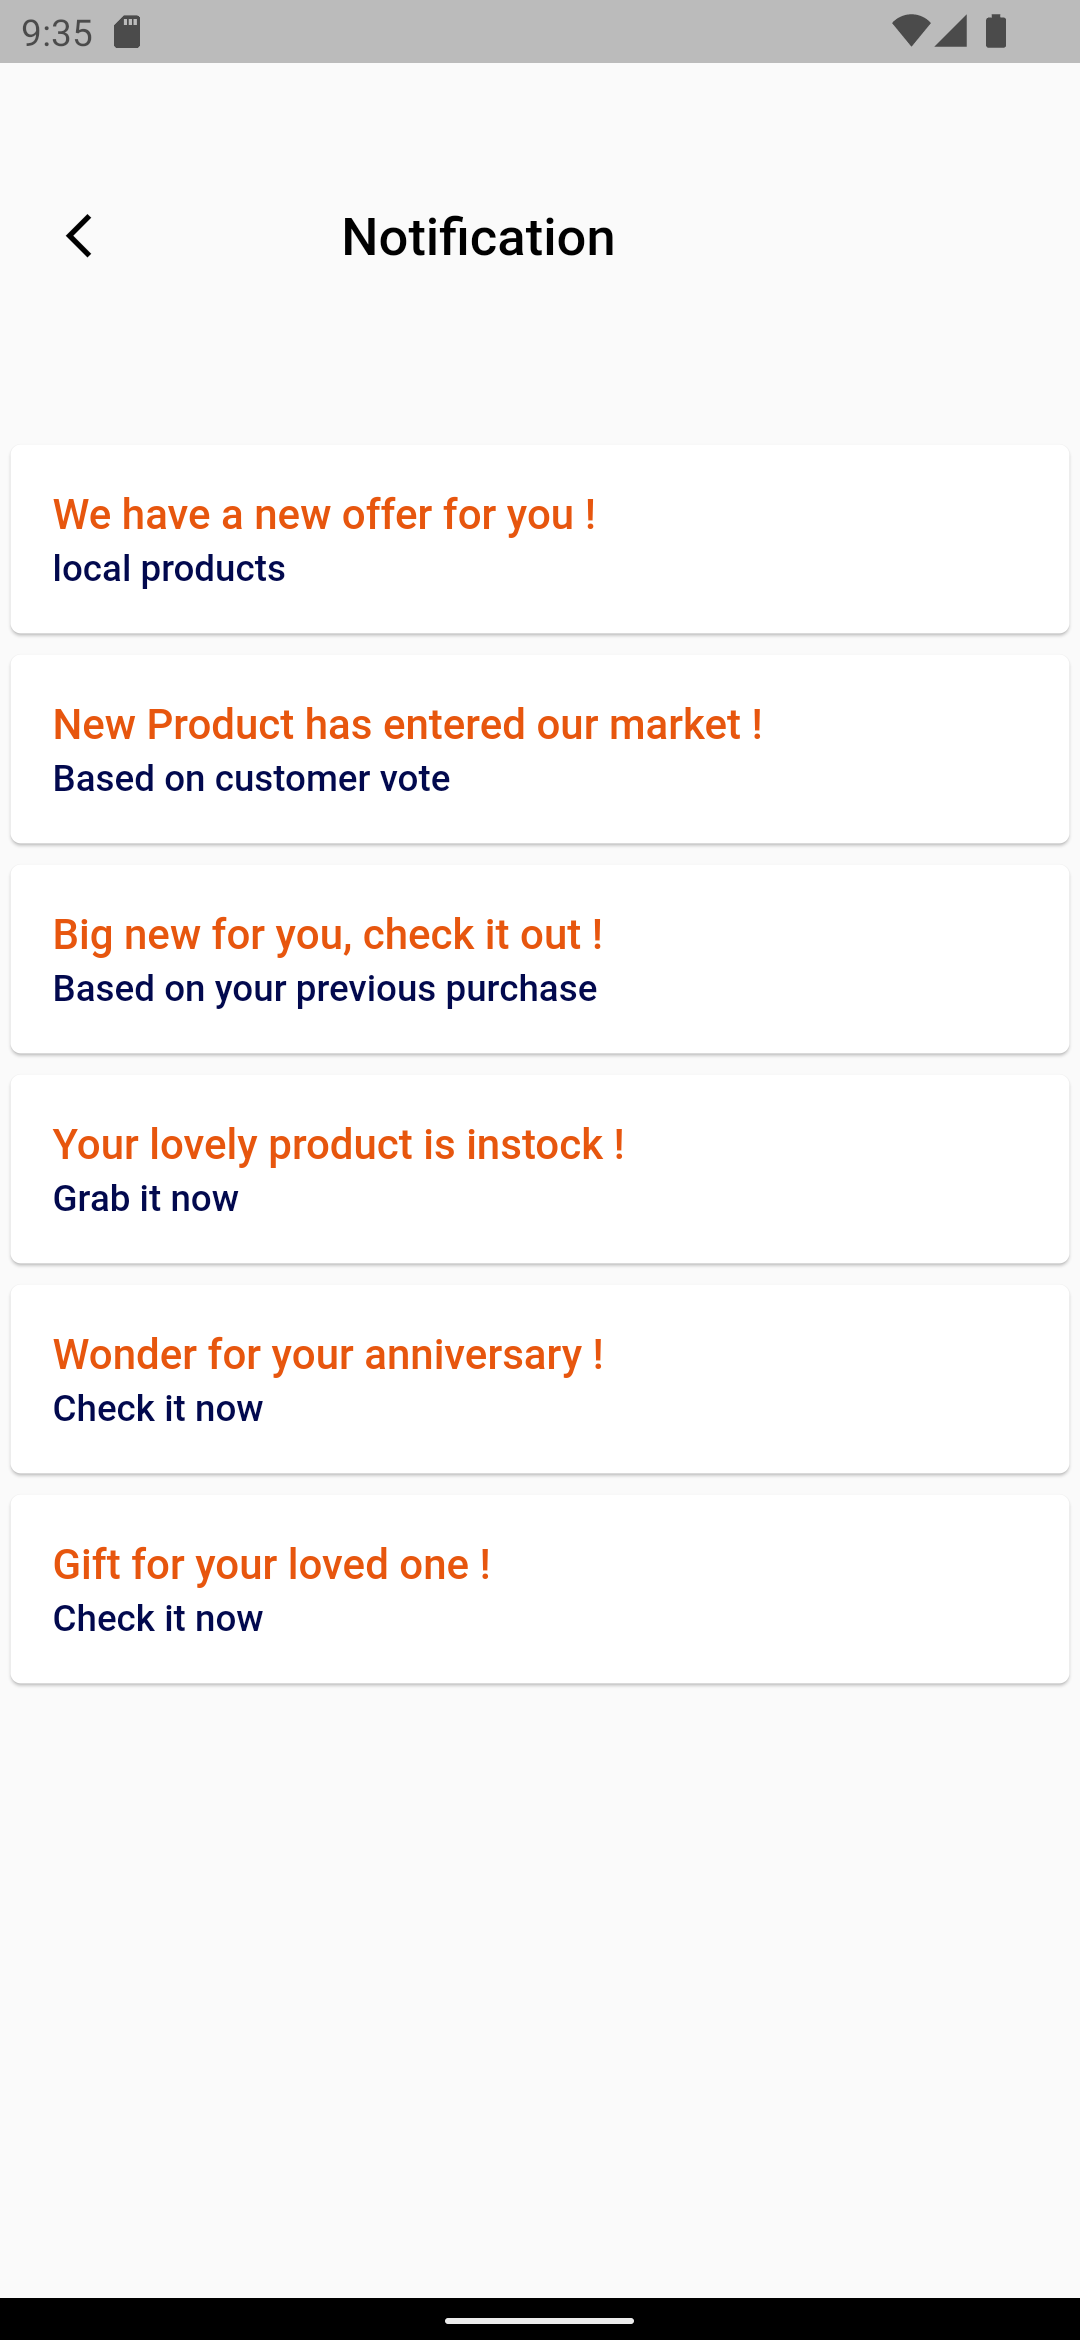 9:35
Notification
We have a new offer for you !
local products
New Product has entered our market !
Based on customer vote
Big new for you, check it out !
Based on your previous purchase
Your lovely product is instock !
Grab it now
Wonder for your anniversary !
Check it now
Gift for your loved one !
Check it now